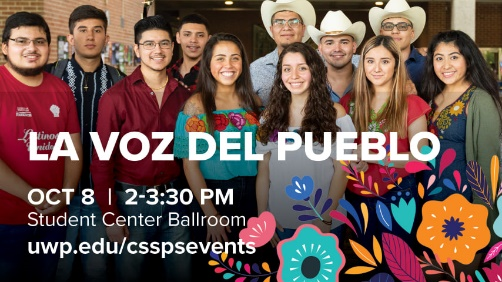 LA VOZ DEL PUEBLO
OCT 8 | 2-3:30 PM
Student Center Ballroom
uwp.edu/csspsevents